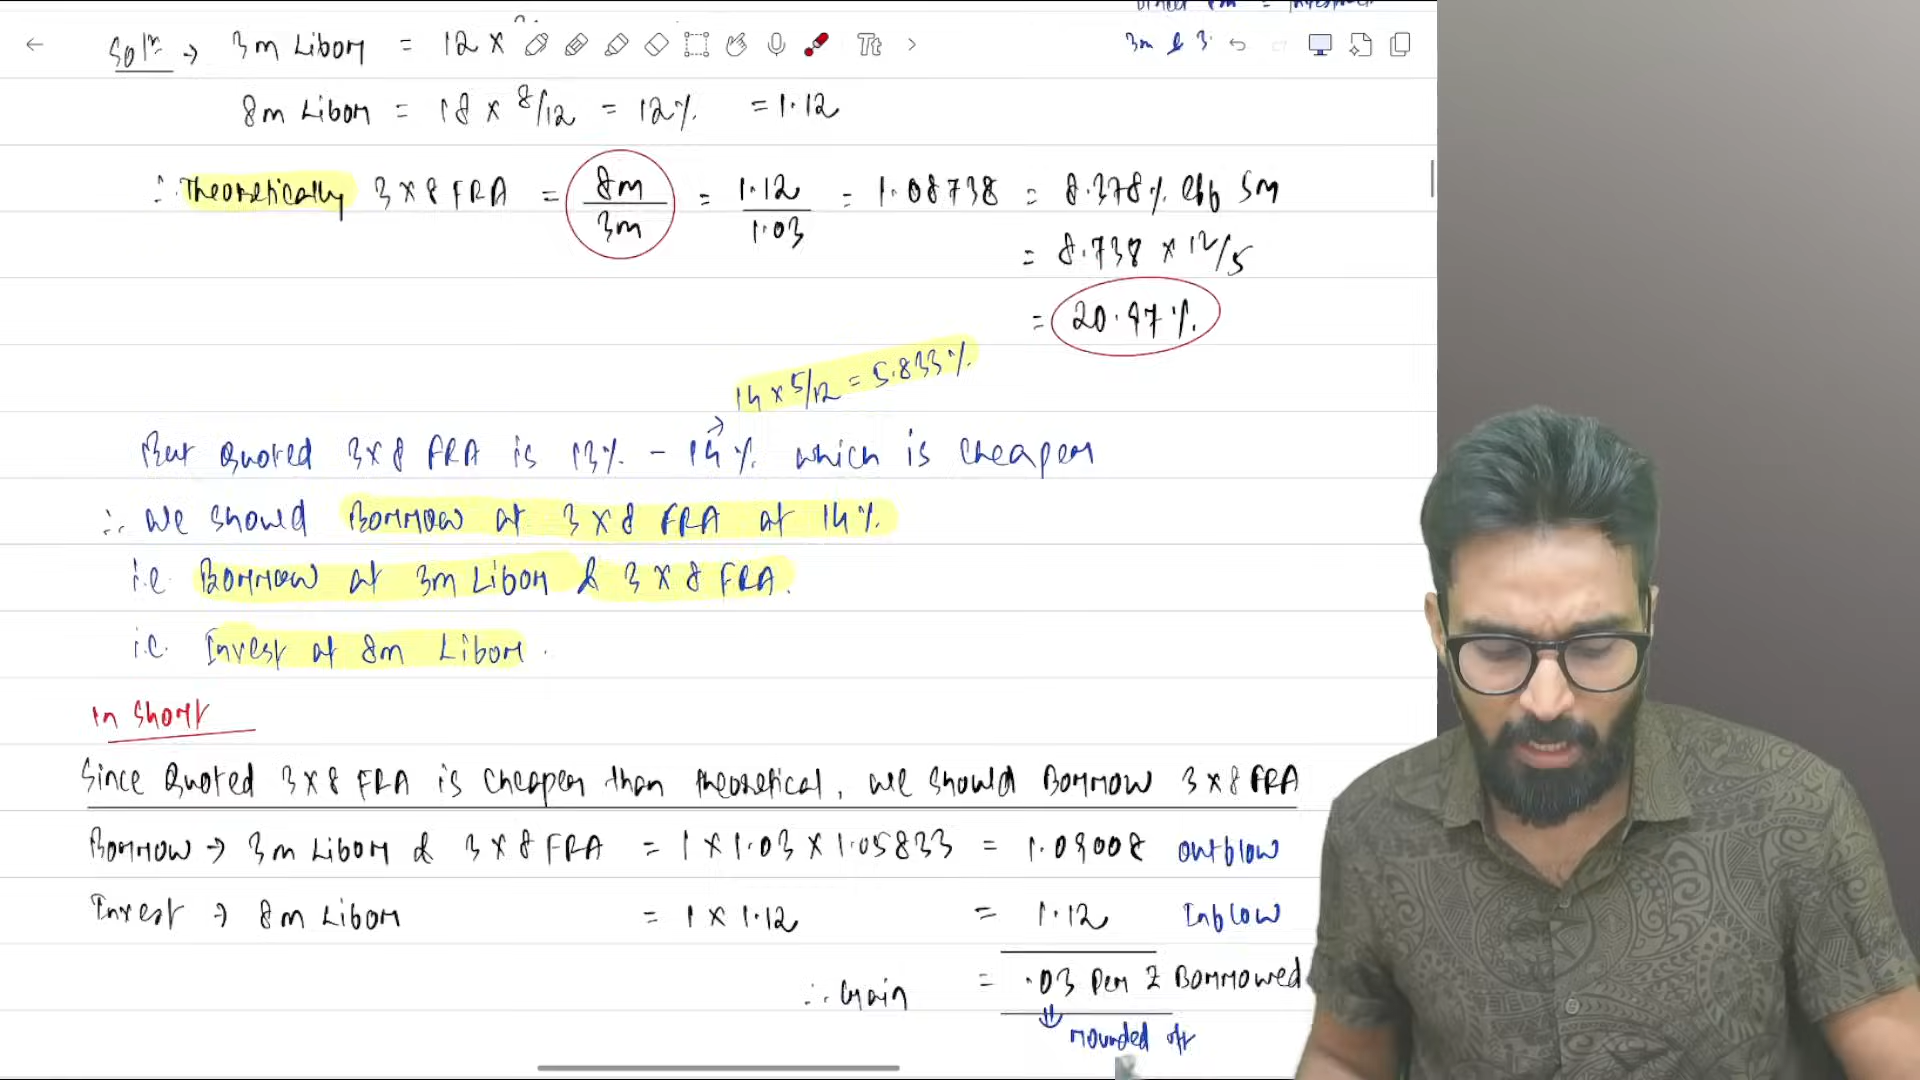 Solⁿ → 3m Libor = 12 ×
3m & 3
8m Libor = 18 × 8/12 = 12% = 1.12
∴ Theoretically 3×8 FRA = 8m/3m = 1.12/1.03 = 1.08738 = 8.378% eff 5m
= 8.738 × 12/5
= 20.97%
14 × 5/12 = 5.833%
But Quoted 3×8 FRA is 13% - 14% which is cheaper
∴ We should Borrow at 3×8 FRA at 14%
i.e. Borrow at 3m Libor & 3×8 FRA.
i.e. Invest at 8m Libor.
In short
Since Quoted 3×8 FRA is cheaper than theoretical, we should Borrow 3×8 FRA
Borrow → 3m Libor & 3×8 FRA = 1×1.03×1.05833 = 1.09008 outflow
Invest → 8m Libor = 1×1.12 = 1.12 Inflow
∴ Gain = .03 Per ₹ Borrowed
rounded off